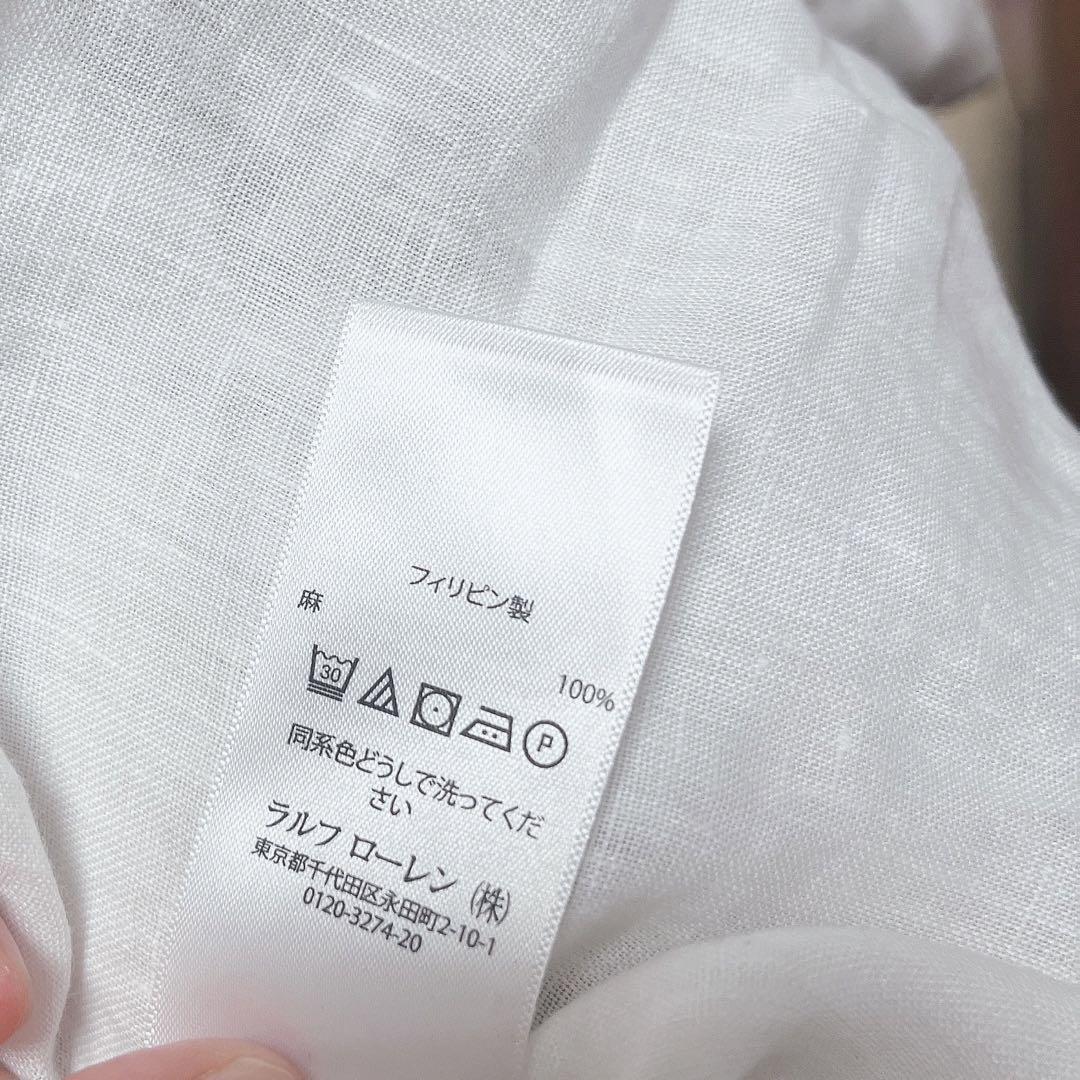 フィリピン製
麻 100%
30 P
同系色どうしで洗ってくだ
さい
ラルフ ローレン (株)
東京都千代田区永田町2-10-1
0120-3274-20